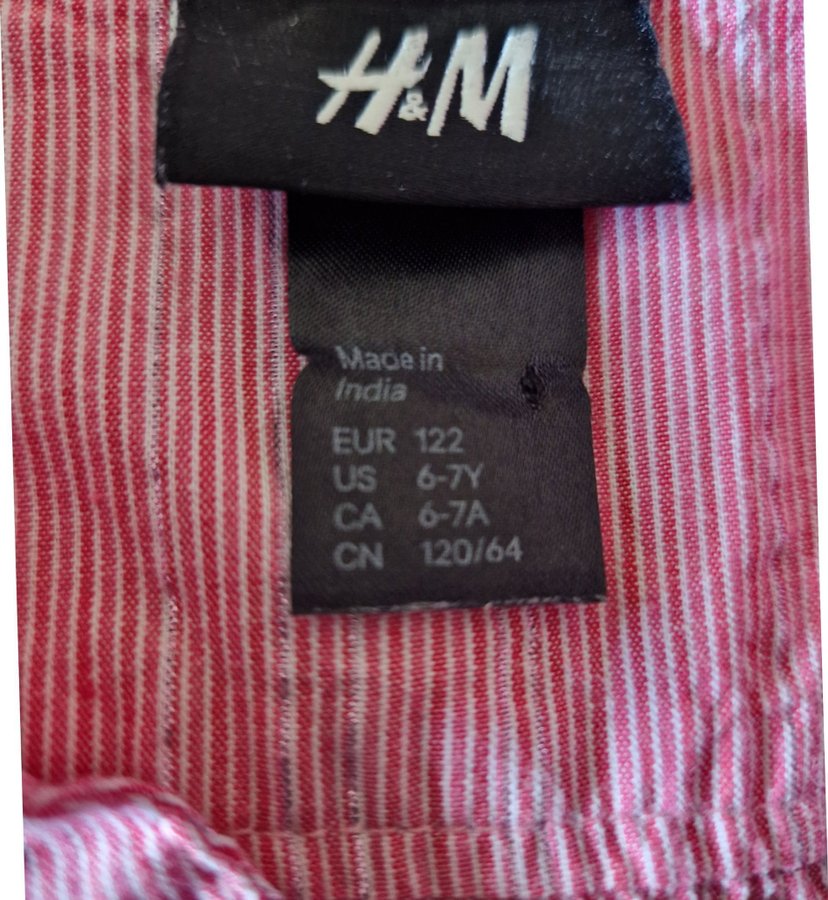 H&M
Made in
India
EUR 122
US 6-7Y
CA 6-7A
CN 120/64